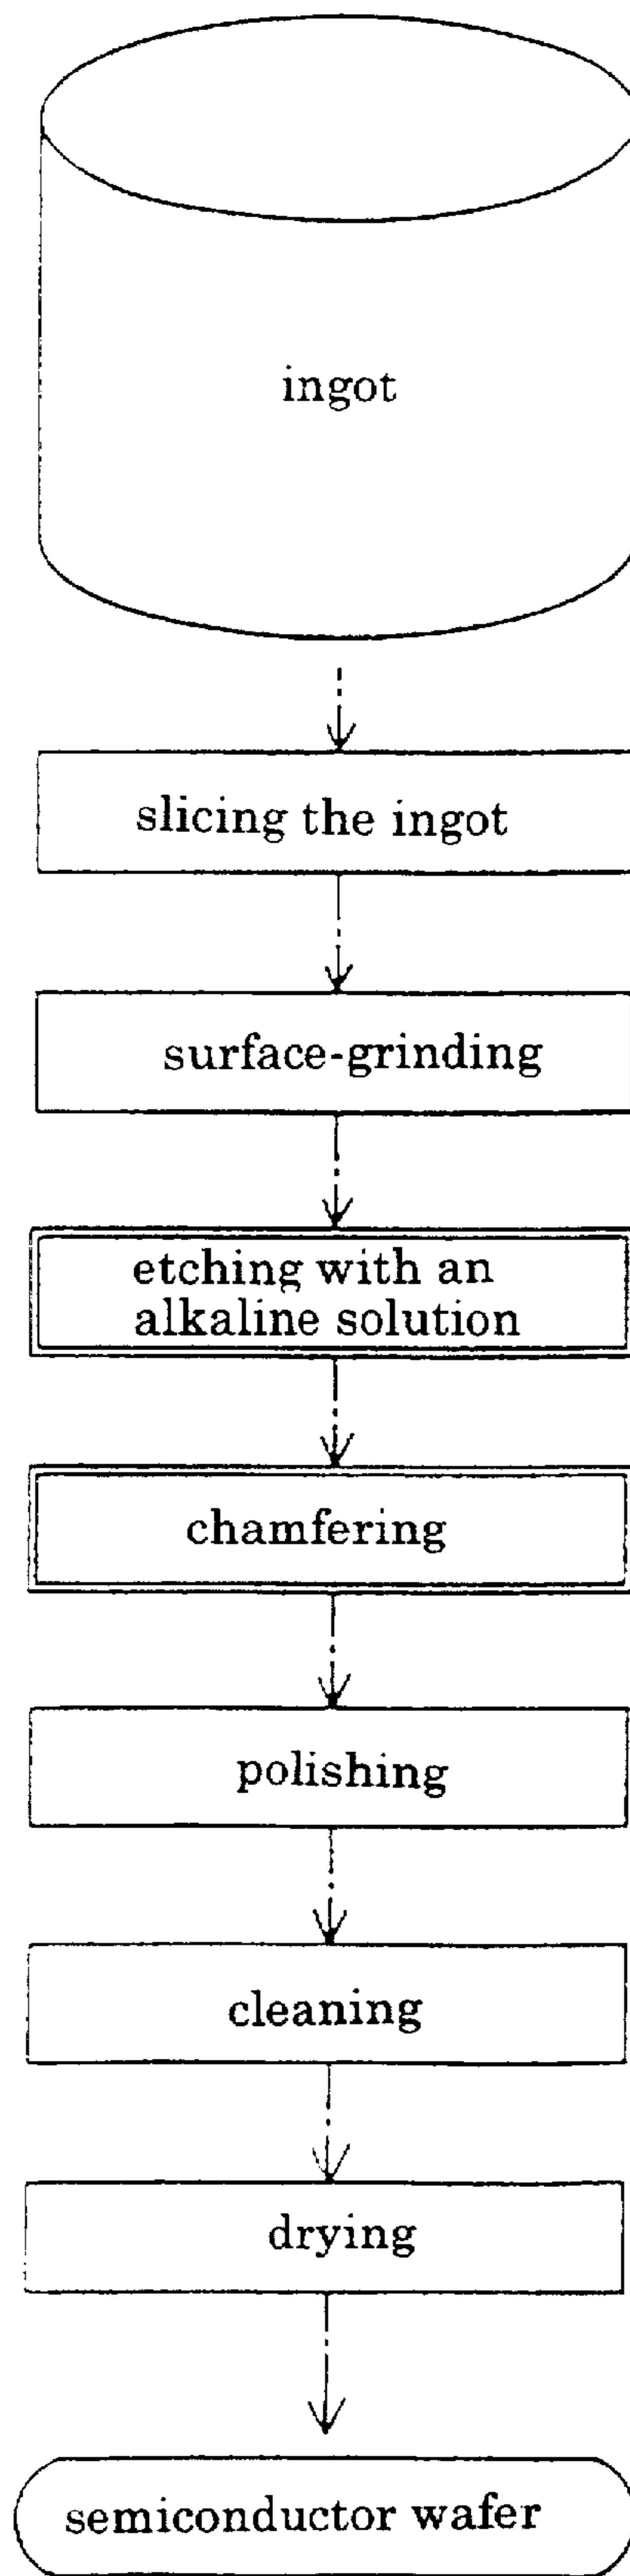 ingot
slicing the ingot
surface-grinding
etching with an
alkaline solution
chamfering
polishing
cleaning
drying
semiconductor wafer